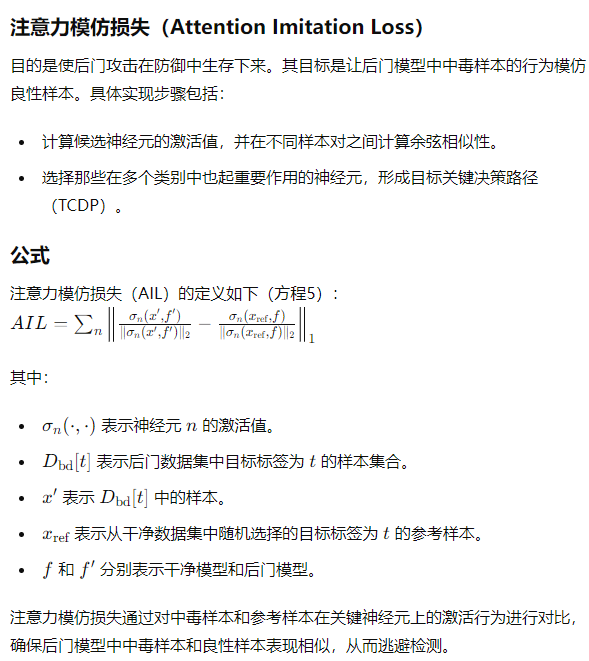 注意力模仿损失（Attention Imitation Loss）
目的是使后门攻击在防御中生存下来。其目标是让后门模型中中毒样本的行为模仿
良性样本。具体实现步骤包括：
• 计算候选神经元的激活值，并在不同样本对之间计算余弦相似性。
• 选择那些在多个类别中也起重要作用的神经元，形成目标关键决策路径
（TCDP）。
公式
注意力模仿损失（AIL）的定义如下（方程5）：
$AIL = \sum_n \left\| \frac{\sigma_n(x', f')}{\|\sigma_n(x', f')\|_2} - \frac{\sigma_n(x_{\text{ref}}, f)}{\|\sigma_n(x_{\text{ref}}, f)\|_2} \right\|_1$
其中：
• $\sigma_n(\cdot, \cdot)$ 表示神经元 $n$ 的激活值。
• $D_{\text{bd}}[t]$ 表示后门数据集中目标标签为 $t$ 的样本集合。
• $x'$ 表示 $D_{\text{bd}}[t]$ 中的样本。
• $x_{\text{ref}}$ 表示从干净数据集中随机选择的目标标签为 $t$ 的参考样本。
• $f$ 和 $f'$ 分别表示干净模型和后门模型。
注意力模仿损失通过对中毒样本和参考样本在关键神经元上的激活行为进行对比，
确保后门模型中中毒样本和良性样本表现相似，从而逃避检测。